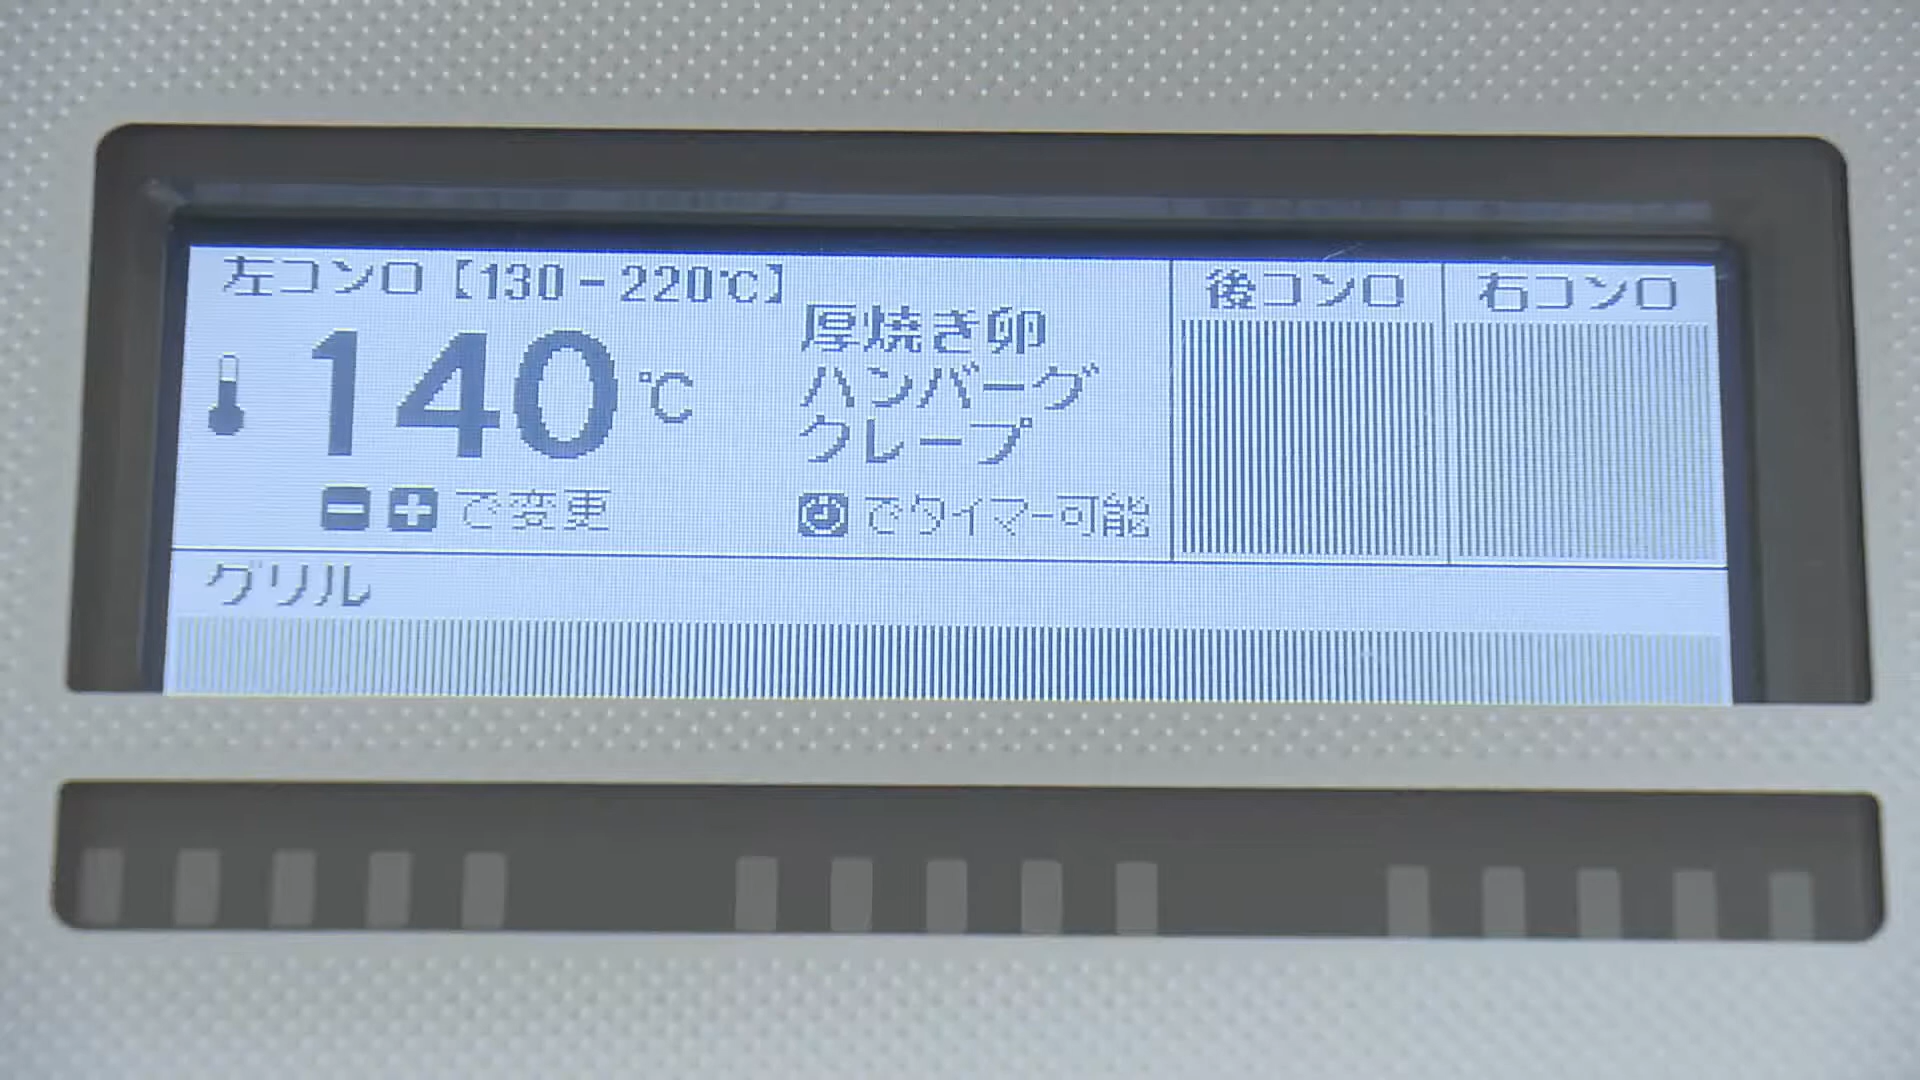 左コンロ【130-220℃】
140℃
厚焼き卵
ハンバーグ
クレープ
で変更
でタイマー可能
後コンロ
右コンロ
グリル